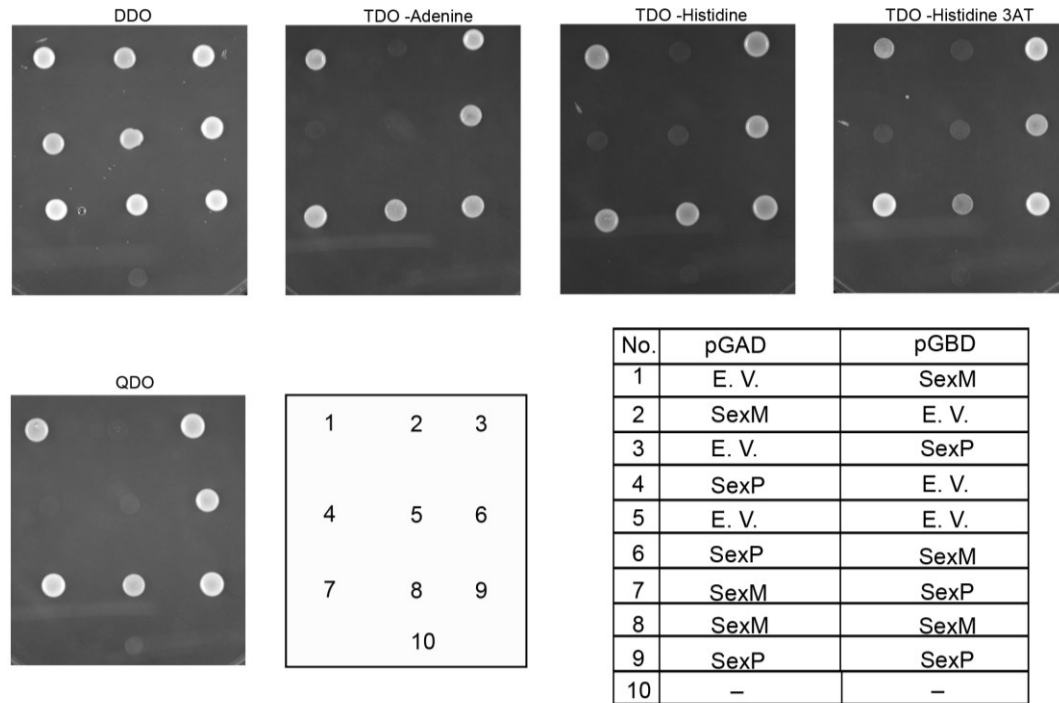 DDO
TDO -Adenine
TDO -Histidine
TDO -Histidine 3AT
QDO
1 2 3
4 5 6
7 8 9
10
No. pGAD pGBD
1 E. V. SexM
2 SexM E. V.
3 E. V. SexP
4 SexP E. V.
5 E. V. E. V.
6 SexP SexM
7 SexM SexP
8 SexM SexM
9 SexP SexP
10 – –